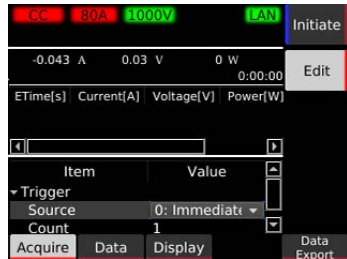 CC 80A 1000V LAN
Initiate
-0.043 A 0.03 V 0 W
0:00:00
Edit
ETime[s] Current[A] Voltage[V] Power[W]
Item Value
Trigger
Source 0: Immediate
Count 1
Acquire Data Display
Data
Export